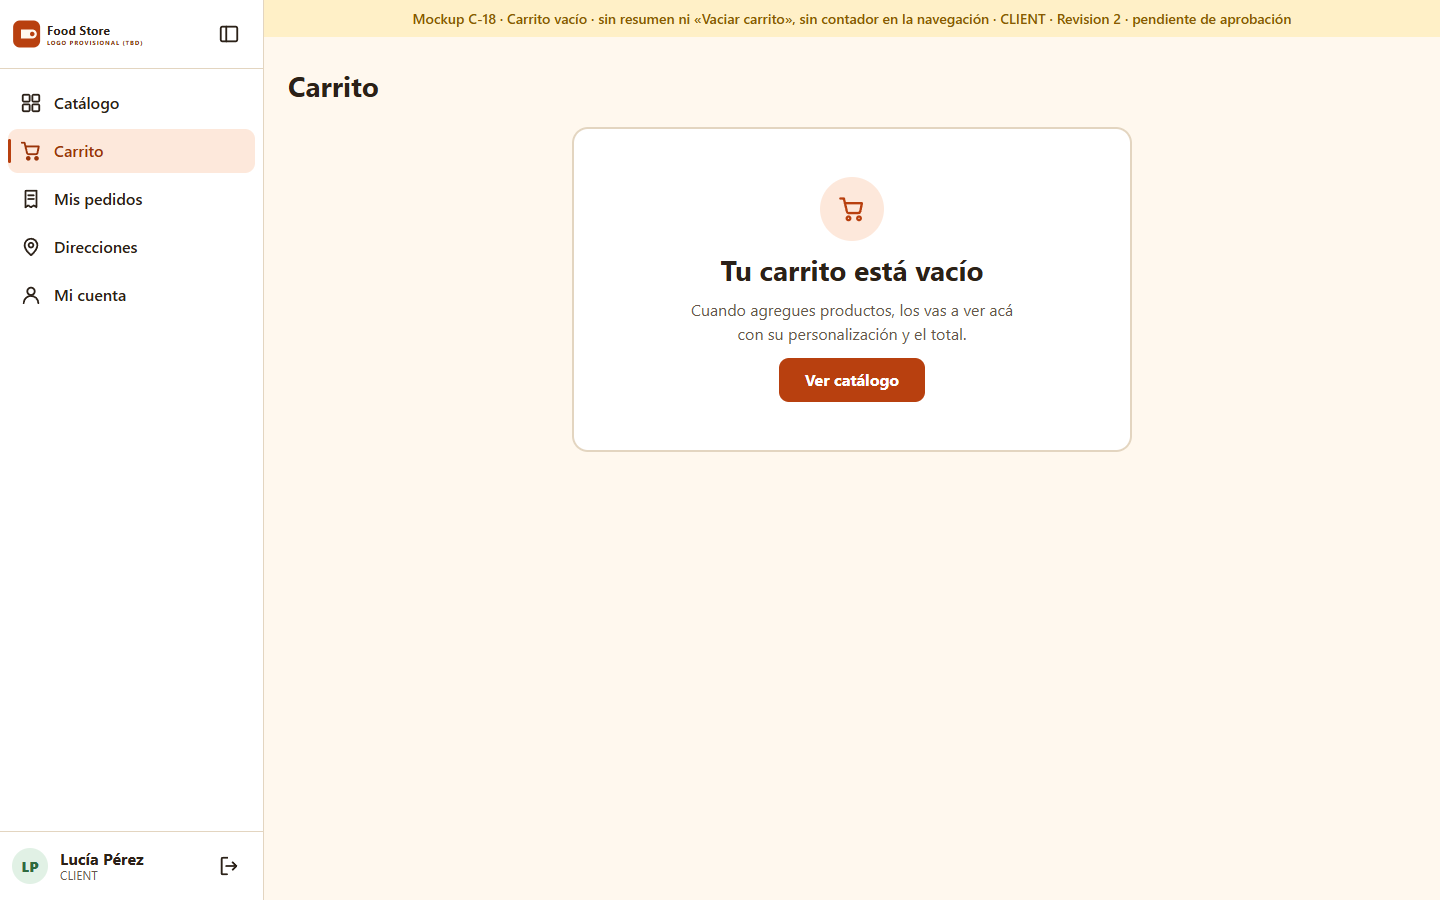 Food Store
LOGO PROVISIONAL (TBD)
Catálogo
Carrito
Mis pedidos
Direcciones
Mi cuenta
LP
Lucía Pérez
CLIENT
Mockup C-18 · Carrito vacío · sin resumen ni «Vaciar carrito», sin contador en la navegación · CLIENT · Revision 2 · pendiente de aprobación
Carrito
Tu carrito está vacío
Cuando agregues productos, los vas a ver acá
con su personalización y el total.
Ver catálogo